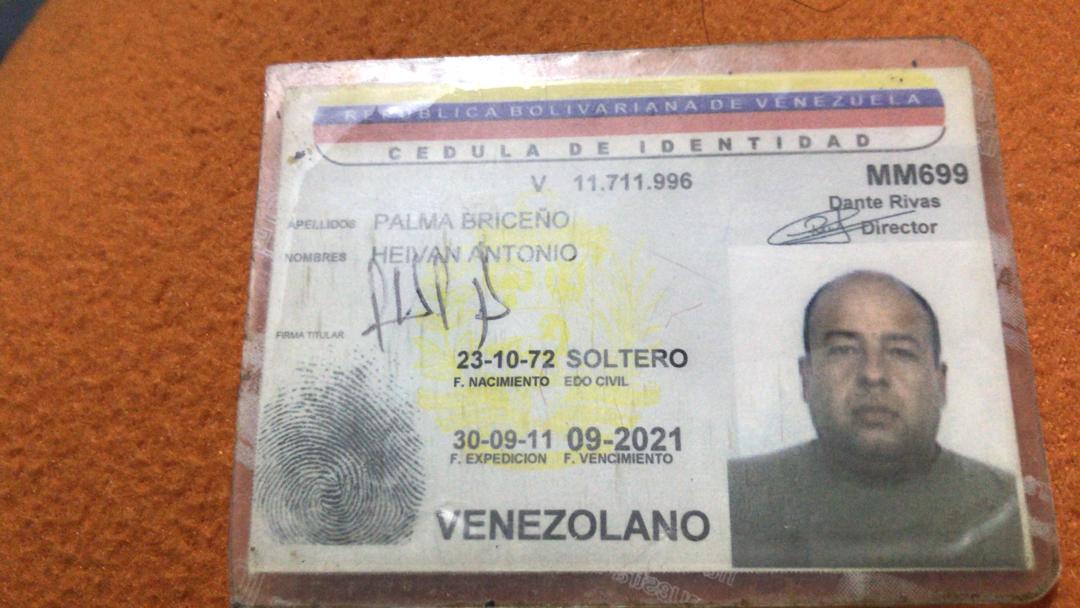 REPÚBLICA BOLIVARIANA DE VENEZUELA
CEDULA DE IDENTIDAD
V 11.711.996
MM699
Dante Rivas
Director
APELLIDOS PALMA BRICEÑO
NOMBRES HEIVAN ANTONIO
FIRMA TITULAR
23-10-72 SOLTERO
F. NACIMIENTO EDO CIVIL
30-09-11 09-2021
F. EXPEDICION F. VENCIMIENTO
VENEZOLANO